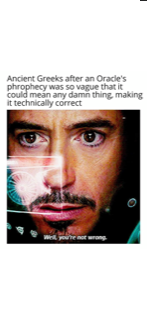 Ancient Greeks after an Oracle's
phrophecy was so vague that it
could mean any damn thing, making
it technically correct
Well, you're not wrong.